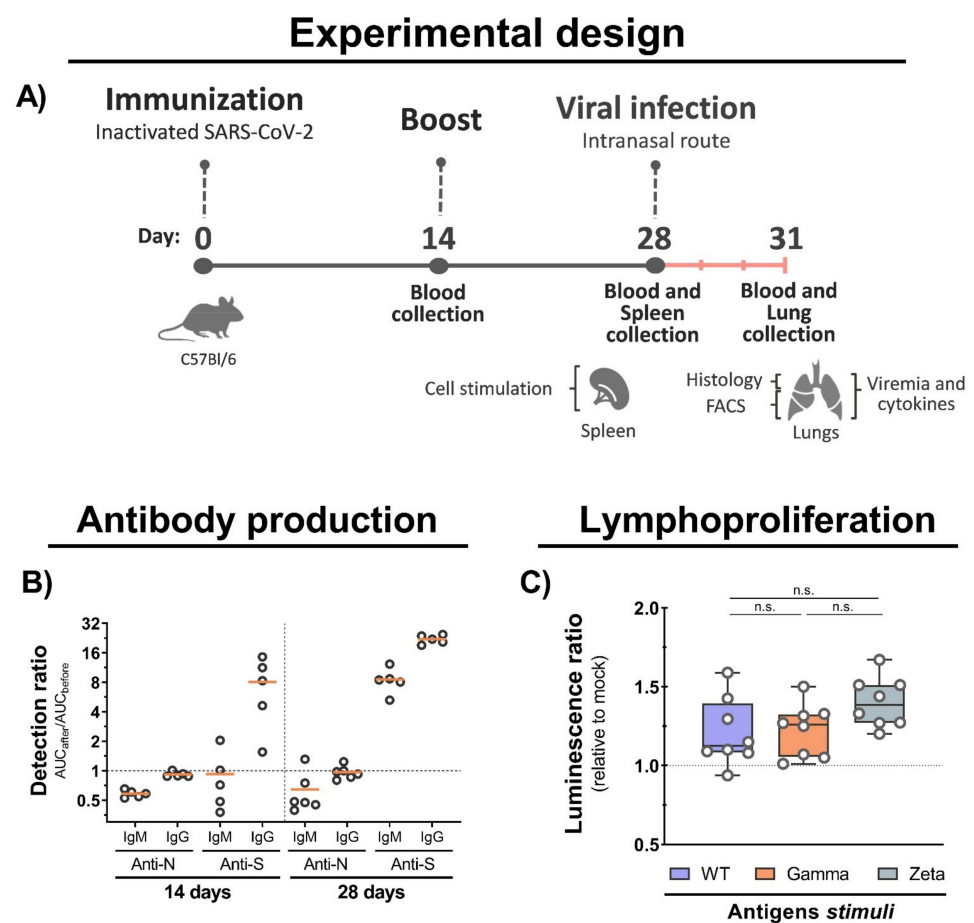 Experimental design
A)
Immunization
Inactivated SARS-CoV-2
Boost
Viral infection
Intranasal route
Day: 0 14 28 31
C57Bl/6
Blood
collection
Blood and
Spleen
collection
Blood and
Lung
collection
Cell stimulation
Spleen
Histology
FACS
Lungs
Viremia and
cytokines
Antibody production
B)
Detection ratio
AUCafter/AUCbefore
32
16
8
4
2
1
0.5
IgM IgG IgM IgG IgM IgG IgM IgG
Anti-N Anti-S Anti-N Anti-S
14 days 28 days
Lymphoproliferation
C)
n.s.
n.s. n.s.
Luminescence ratio
(relative to mock)
2.0
1.5
1.0
0.5
WT Gamma Zeta
Antigens stimuli